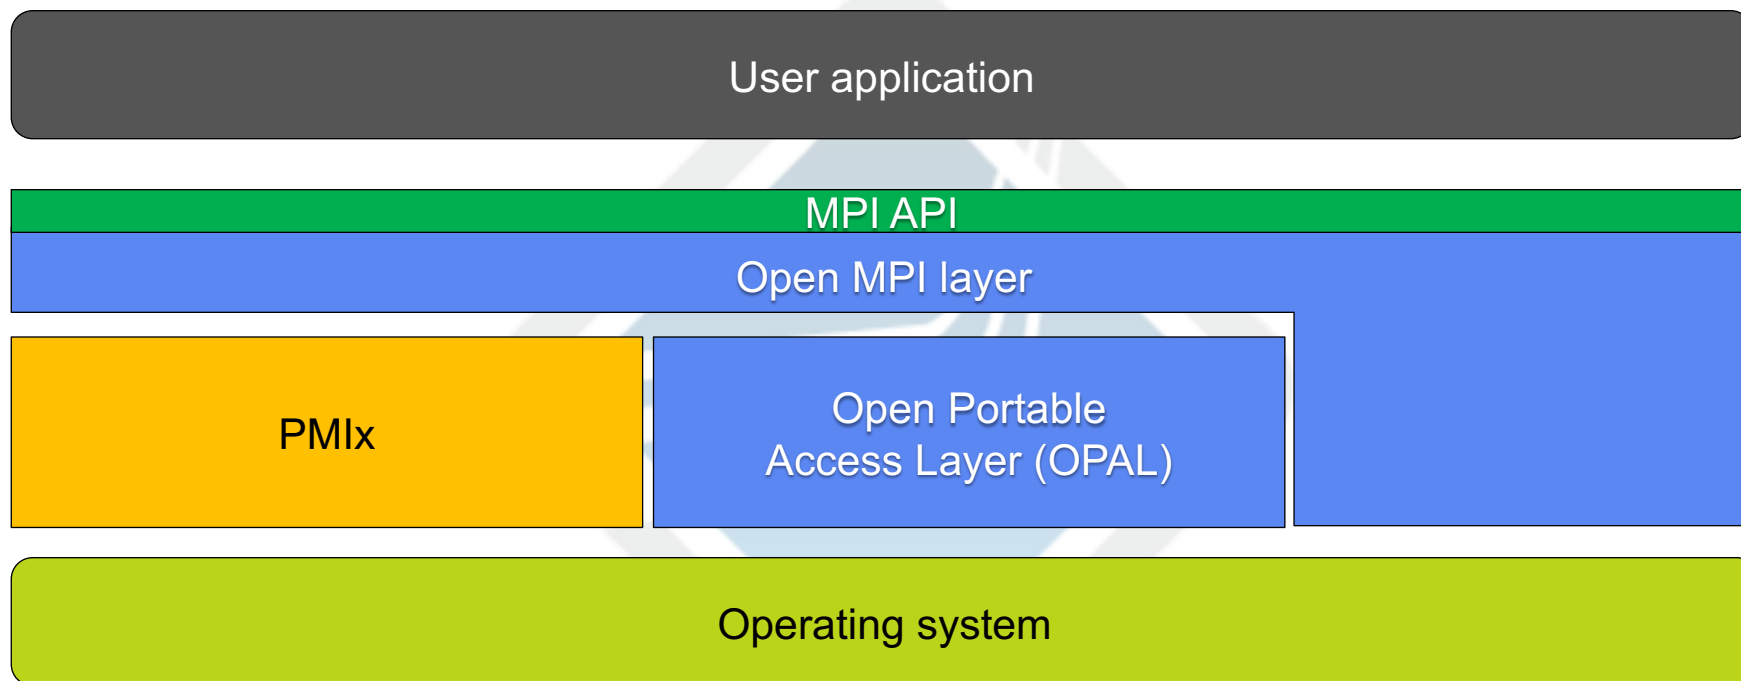 User application
MPI API
Open MPI layer
PMIx
Open Portable
Access Layer (OPAL)
Operating system